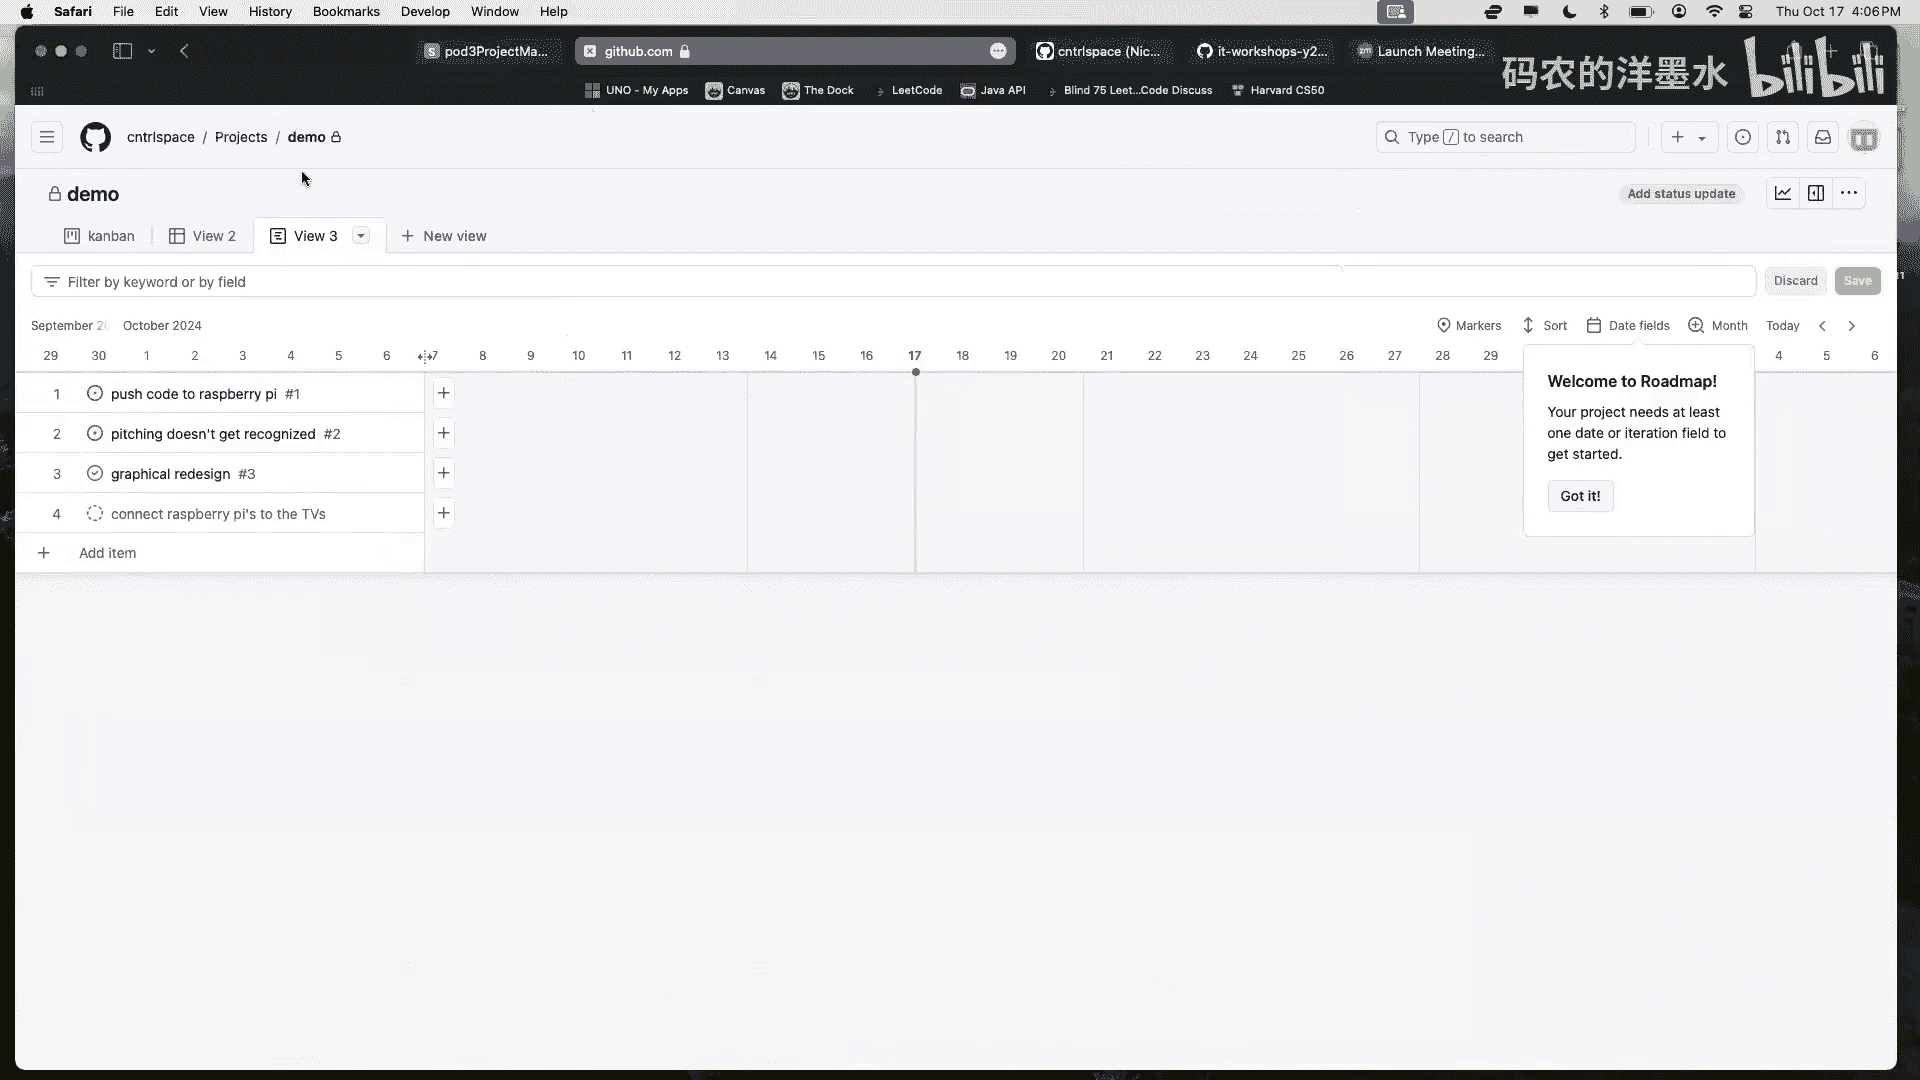 Safari File Edit View History Bookmarks Develop Window Help Thu Oct 17 4:06 PM
S pod3ProjectMa... github.com cntrlspace (Nic... it-workshops-y2... zm Launch Meeting...
码农的洋墨水 bilibili
UNO - My Apps Canvas The Dock LeetCode Java API Blind 75 Leet...Code Discuss Harvard CS50
cntrlspace / Projects / demo Type / to search
demo Add status update
kanban View 2 View 3 New view
Filter by keyword or by field Discard Save
September 2 October 2024 Markers Sort Date fields Month Today
29 30 1 2 3 4 5 6 7 8 9 10 11 12 13 14 15 16 17 18 19 20 21 22 23 24 25 26 27 28 29 4 5 6
1 push code to raspberry pi #1
2 pitching doesn't get recognized #2
3 graphical redesign #3
4 connect raspberry pi's to the TVs
Add item
Welcome to Roadmap!
Your project needs at least
one date or iteration field to
get started.
Got it!